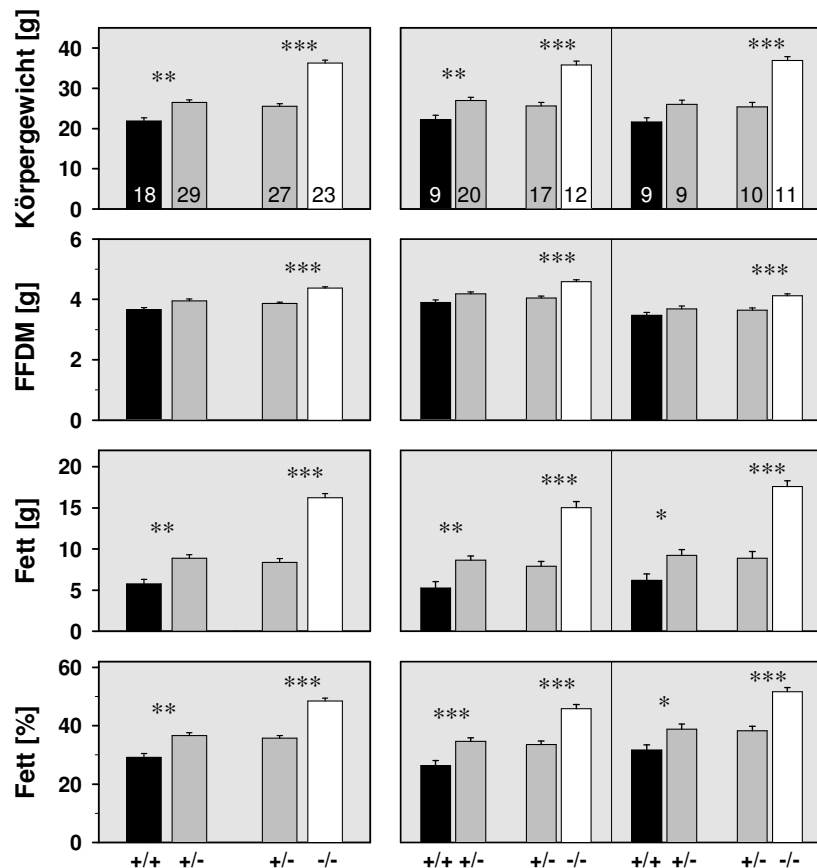 Körpergewicht [g]
40
30
20
10
0
** *** ** *** ***
18 29 27 23 9 20 17 12 9 9 10 11
FFDM [g]
6
4
2
0
*** *** ***
Fett [g]
20
15
10
5
0
** *** ** *** * ***
Fett [%]
60
40
20
0
** *** *** *** * ***
+/+ +/- +/- -/- +/+ +/- +/- -/- +/+ +/- +/- -/-